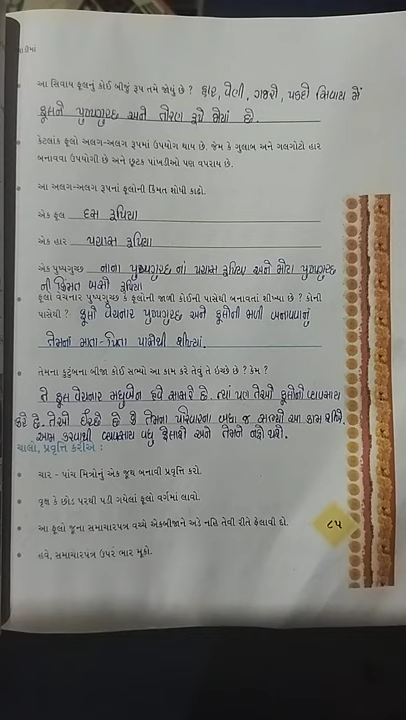 આ સિવાય ફૂલનું કોઈ બીજું રૂપ તમે જોયું છે ? હાર, વેણી, ગજરો, પડદો સિવાય મેં
ફૂલને પુષ્પગુચ્છ અને તોરણ રૂપે જોયાં છે.
કેટલાંક ફૂલો અલગ-અલગ રૂપમાં ઉપયોગ થાય છે. જેમ કે ગુલાબ અને ગલગોટો હાર
બનાવવા ઉપયોગી છે અને છૂટક પાંખડીઓ પણ વપરાય છે.
આ અલગ-અલગ રૂપનાં ફૂલોની કિંમત શોધી કાઢો.
એક ફૂલ દસ રૂપિયા
એક હાર પચાસ રૂપિયા
એક પુષ્પગુચ્છ નાના પુષ્પગુચ્છ નાં પચાસ રૂપિયા અને મોટા પુષ્પગુચ્છ
ની કિંમત બસો રૂપિયા
ફૂલો વેચનાર પુષ્પગુચ્છ કે ફૂલોની જાળી કોઈની પાસેથી બનાવતાં શીખ્યા છે ? કોની
પાસેથી ? ફૂલો વેચનાર પુષ્પગુચ્છ અને ફૂલોની જાળી બનાવવાનું
તેમનાં માતા-પિતા પાસેથી શીખ્યાં.
તેમના કુટુંબના બીજા કોઈ સભ્યો આ કામ કરે તેવું તે ઇચ્છે છે ? કેમ ?
તે ફૂલ વેચનાર મધુબેન હવે સાસરે છે. ત્યાં પણ તેઓ ફૂલોનો વ્યવસાય
કરે છે. તેઓ ઈચ્છે છે કે તેમના પરિવારના બધા જ સભ્યો આ કામ શીખે.
આમ કરવાથી વ્યવસાય વધુ ફેલાશે અને તેમને નફો થશે.
ચાલો, પ્રવૃત્તિ કરીએ :
ચાર - પાંચ મિત્રોનું એક જૂથ બનાવી પ્રવૃત્તિ કરો.
વૃક્ષ કે છોડ પરથી પડી ગયેલાં ફૂલો વર્ગમાં લાવો.
આ ફૂલો જૂના સમાચારપત્ર વચ્ચે એકબીજાને અડે નહિ તેવી રીતે ફેલાવી દો.
૮૫
હવે, સમાચારપત્ર ઉપર ભાર મૂકો.